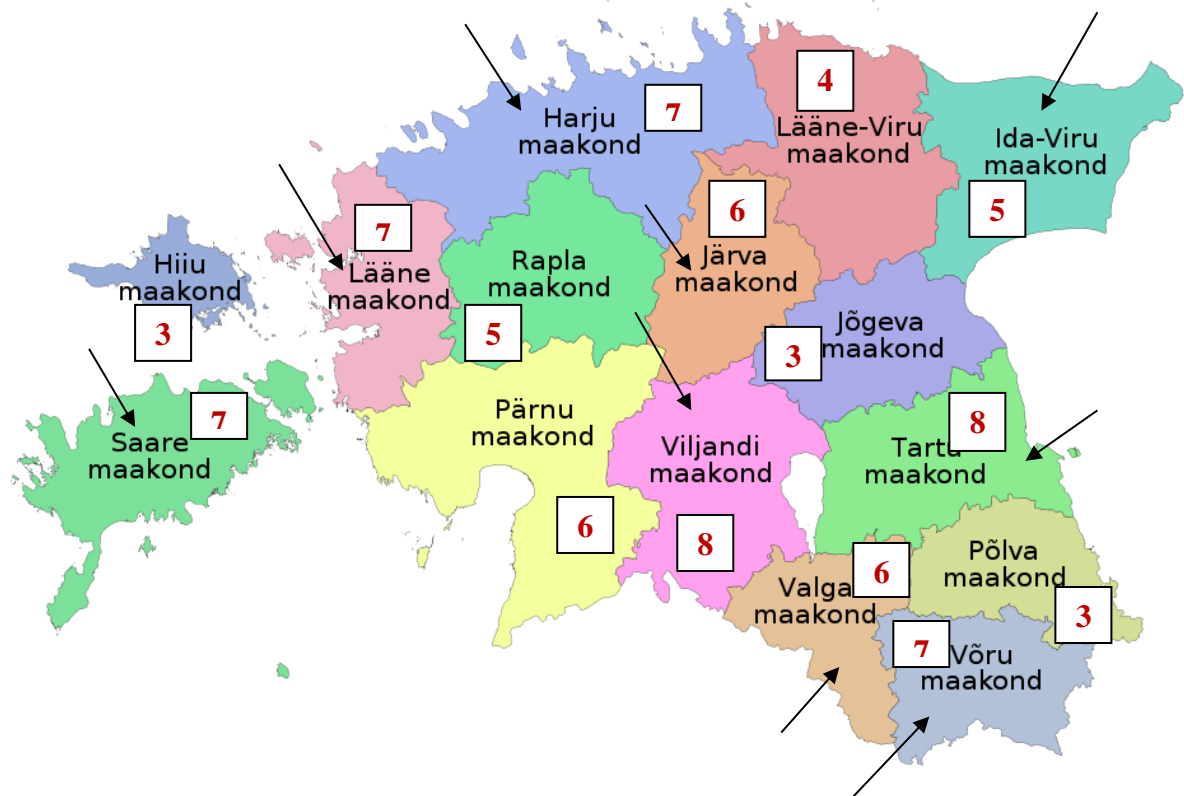 4
7
Harju
maakond
Lääne-Viru
maakond
Ida-Viru
maakond
5
6
7
Järva
maakond
Lääne
maakond
Rapla
maakond
5
Hiiu
maakond
3
Jõgeva
maakond
3
7
Saare
maakond
Pärnu
maakond
6
Viljandi
maakond
8
8
Tartu
maakond
Põlva
maakond
3
6
Valga
maakond
7
Võru
maakond